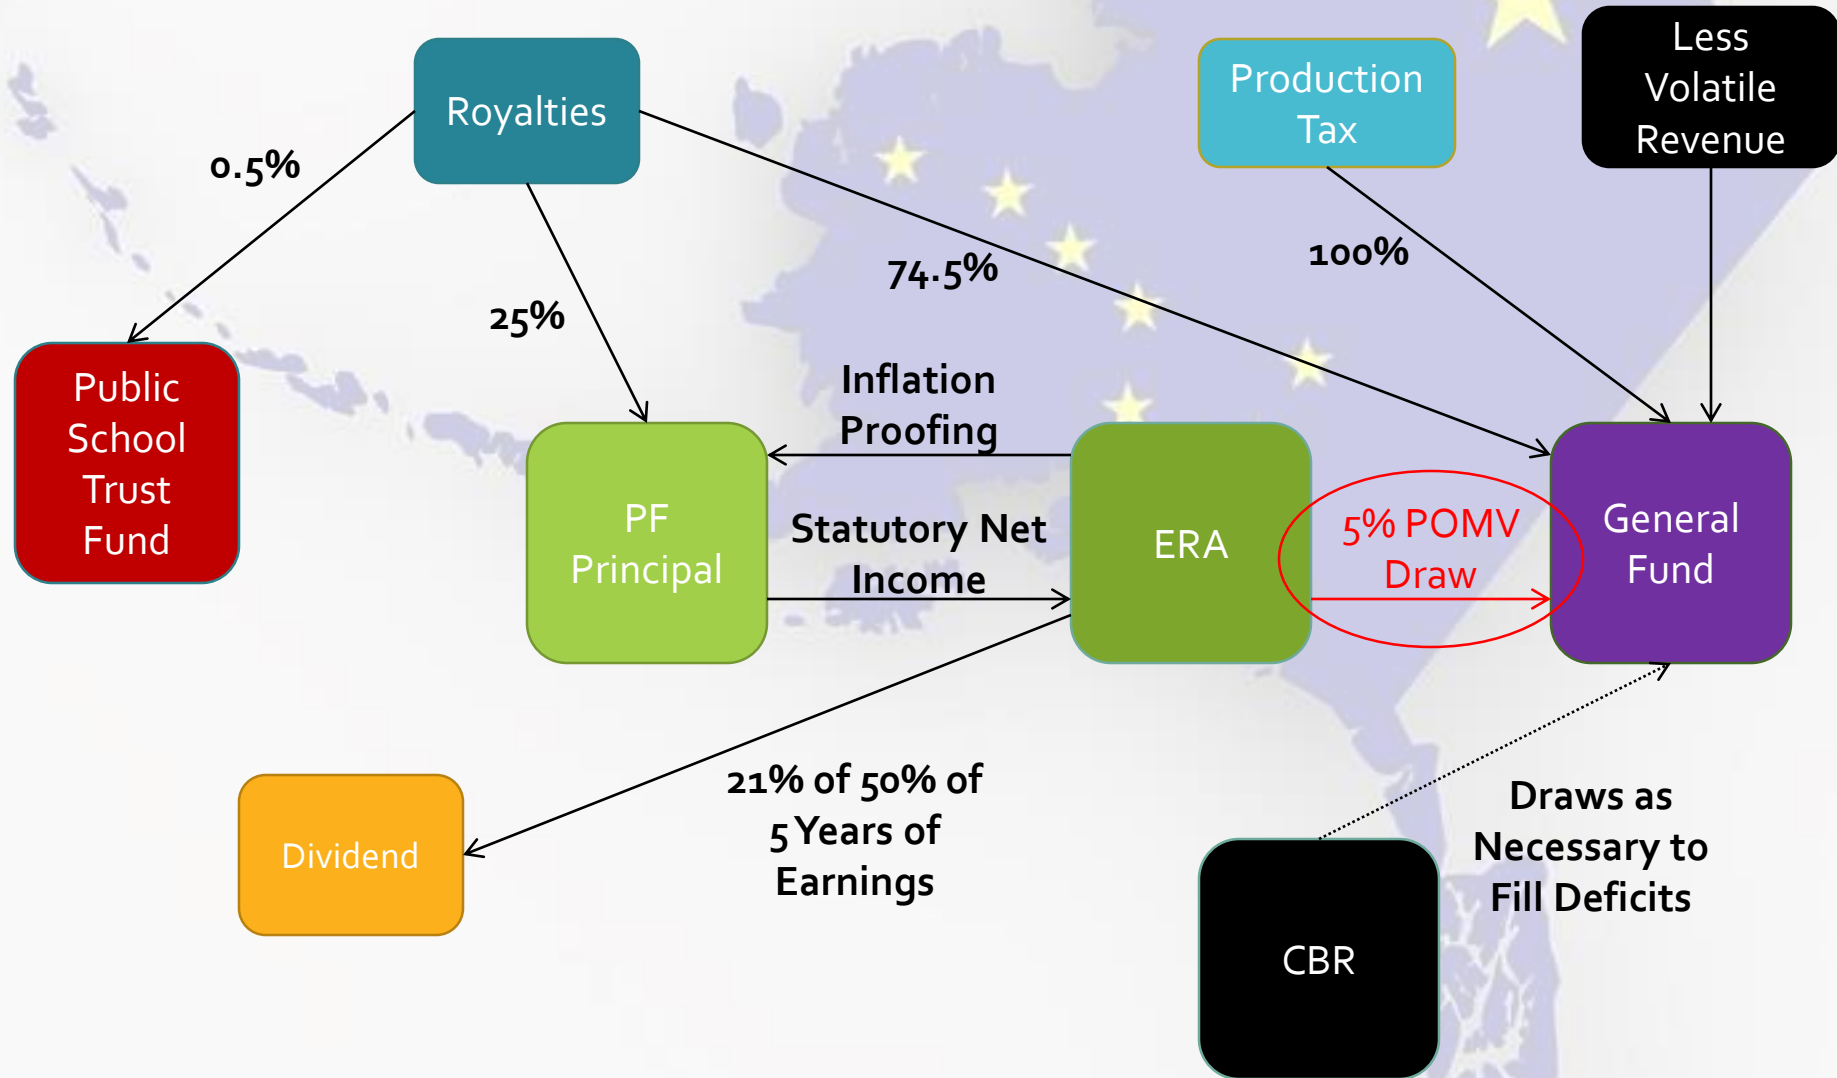 Royalties
Production
Tax
Less
Volatile
Revenue
0.5%
25%
74.5%
100%
Public
School
Trust
Fund
Inflation
Proofing
PF
Principal
Statutory Net
Income
ERA
5% POMV
Draw
General
Fund
21% of 50% of
5 Years of
Earnings
Dividend
Draws as
Necessary to
Fill Deficits
CBR